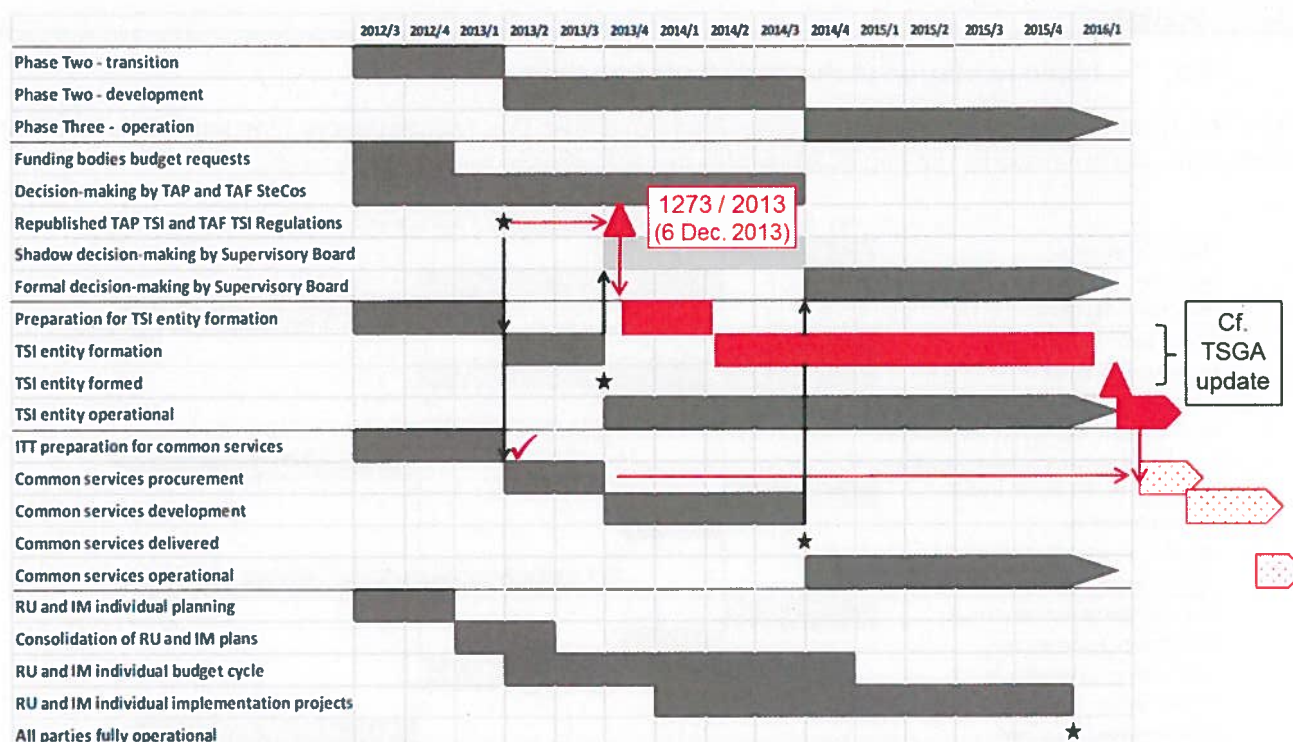 2012/3 2012/4 2013/1 2013/2 2013/3 2013/4 2014/1 2014/2 2014/3 2014/4 2015/1 2015/2 2015/3 2015/4 2016/1
Phase Two - transition
Phase Two - development
Phase Three - operation
Funding bodies budget requests
Decision-making by TAP and TAF SteCos
Republished TAP TSI and TAF TSI Regulations
1273 / 2013
(6 Dec. 2013)
Shadow decision-making by Supervisory Board
Formal decision-making by Supervisory Board
Preparation for TSI entity formation
TSI entity formation
TSI entity formed
TSI entity operational
Cf.
TSGA
update
ITT preparation for common services
Common services procurement
Common services development
Common services delivered
Common services operational
RU and IM individual planning
Consolidation of RU and IM plans
RU and IM individual budget cycle
RU and IM individual implementation projects
All parties fully operational